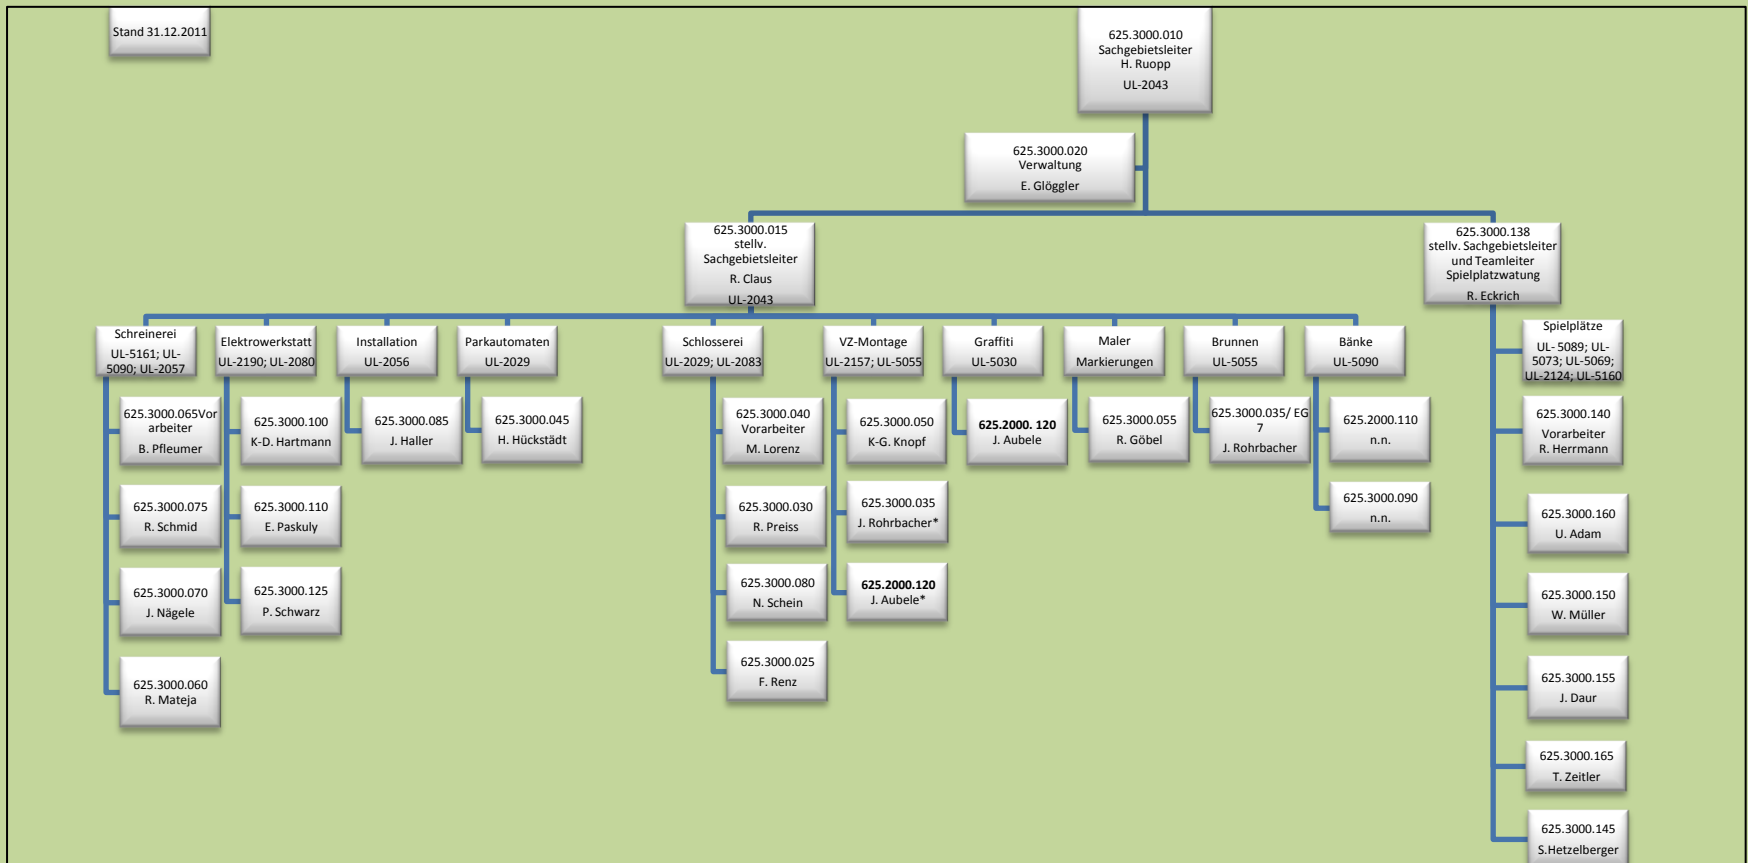 Stand 31.12.2011
625.3000.010
Sachgebietsleiter
H. Ruopp
UL-2043
625.3000.020
Verwaltung
E. Glöggler
625.3000.015
stellv.
Sachgebietsleiter
R. Claus
UL-2043
625.3000.138
stellv. Sachgebietsleiter
und Teamleiter
Spielplatzwatung
R. Eckrich
Schreinerei
UL-5161; UL-
5090; UL-2057
625.3000.065Vor
arbeiter
B. Pfleumer
625.3000.075
R. Schmid
625.3000.070
J. Nägele
625.3000.060
R. Mateja
Elektrowerkstatt
UL-2190; UL-2080
625.3000.100
K-D. Hartmann
625.3000.110
E. Paskuly
625.3000.125
P. Schwarz
Installation
UL-2056
625.3000.085
J. Haller
Parkautomaten
UL-2029
625.3000.045
H. Hückstädt
Schlosserei
UL-2029; UL-2083
625.3000.040
Vorarbeiter
M. Lorenz
625.3000.030
R. Preiss
625.3000.080
N. Schein
625.3000.025
F. Renz
VZ-Montage
UL-2157; UL-5055
625.3000.050
K-G. Knopf
625.3000.035
J. Rohrbacher*
625.2000.120
J. Aubele*
Graffiti
UL-5030
625.2000. 120
J. Aubele
Maler
Markierungen
625.3000.055
R. Göbel
Brunnen
UL-5055
625.3000.035/ EG
7
J. Rohrbacher
Bänke
UL-5090
625.2000.110
n.n.
625.3000.090
n.n.
Spielplätze
UL- 5089; UL-
5073; UL-5069;
UL-2124; UL-5160
625.3000.140
Vorarbeiter
R. Herrmann
625.3000.160
U. Adam
625.3000.150
W. Müller
625.3000.155
J. Daur
625.3000.165
T. Zeitler
625.3000.145
S.Hetzelberger